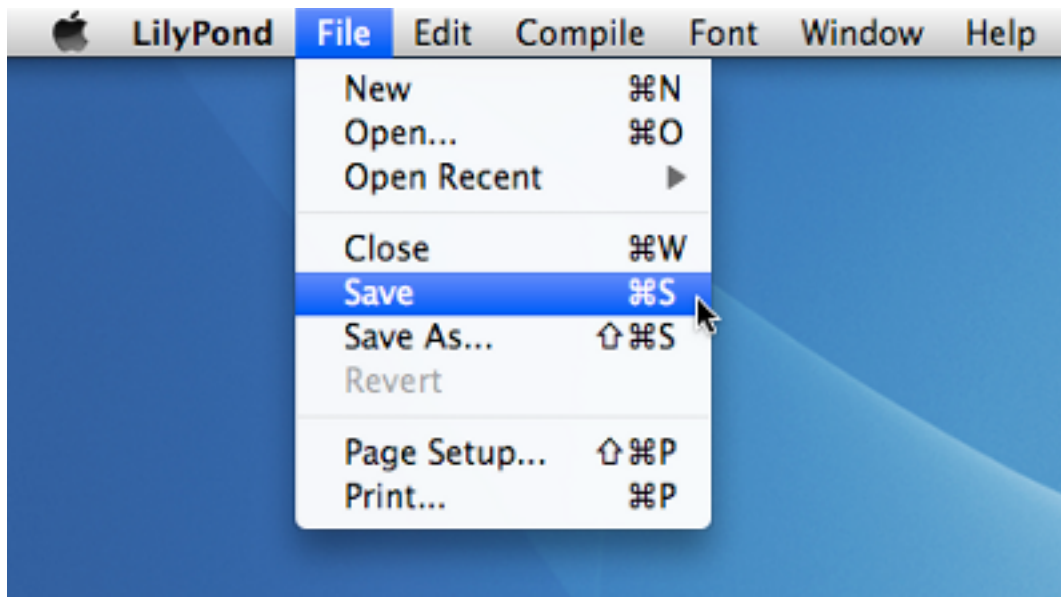 LilyPond File Edit Compile Font Window Help
New ⌘N
Open... ⌘O
Open Recent ▶
Close ⌘W
Save ⌘S
Save As... ⇧⌘S
Revert
Page Setup... ⇧⌘P
Print... ⌘P